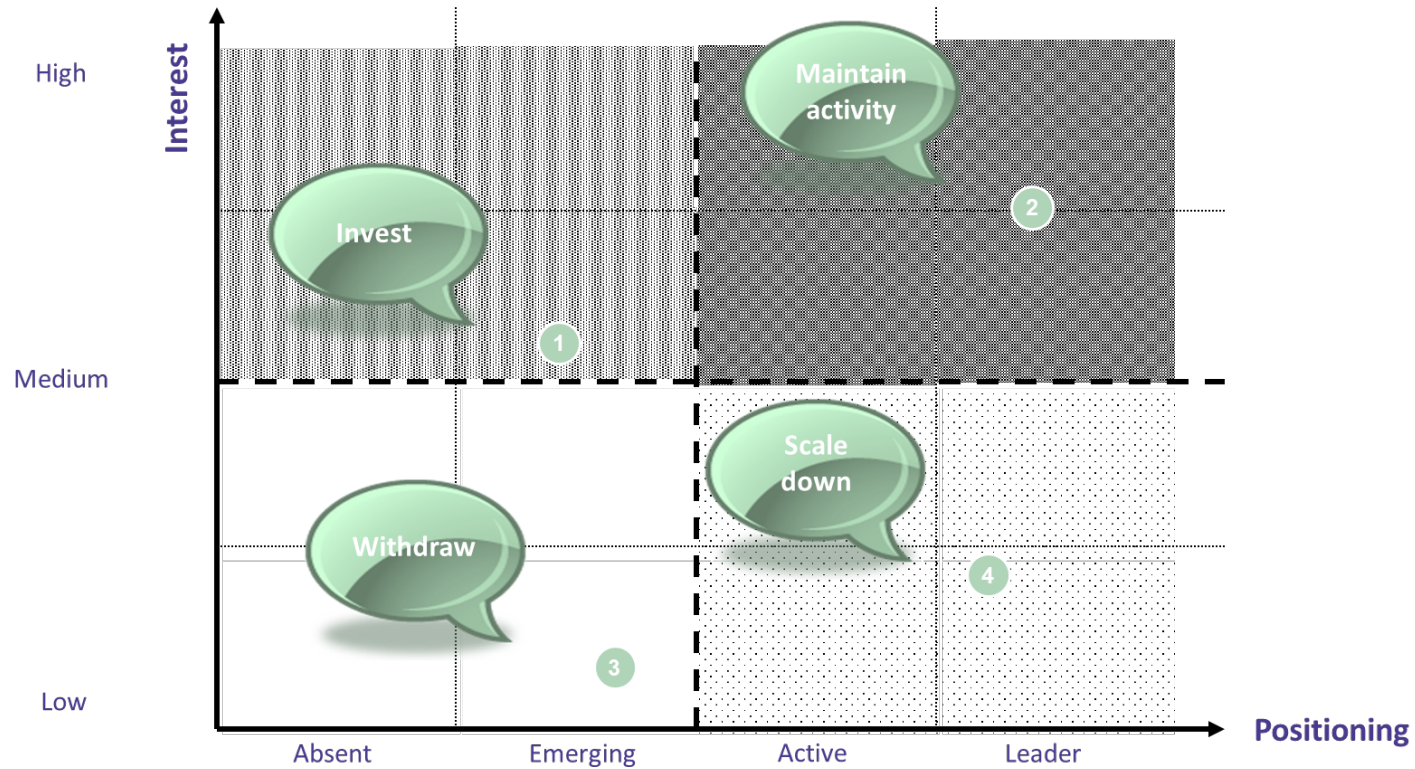 Interest
High
Maintain
activity
2
Invest
1
Medium
Scale
down
Withdraw
4
3
Low
Absent
Emerging
Active
Leader
Positioning